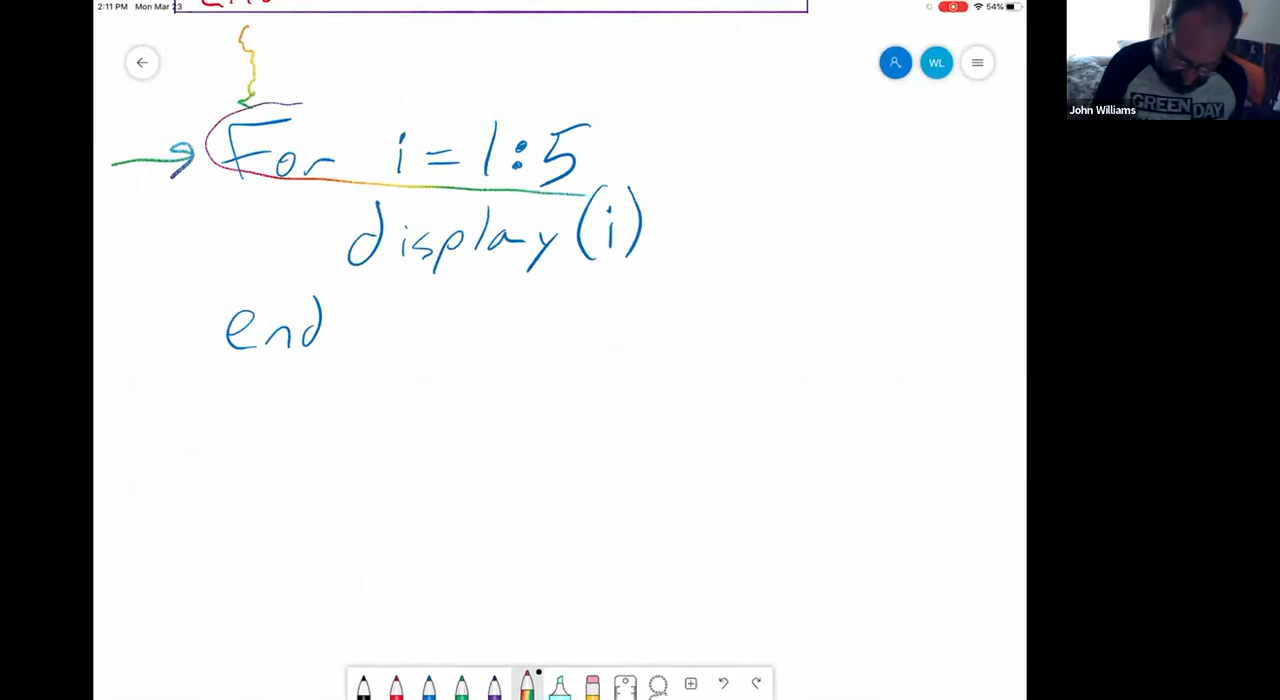 2:11 PM Mon Mar 23
54%
WL
For i = 1:5
display(i)
end
GREEN DAY
John Williams